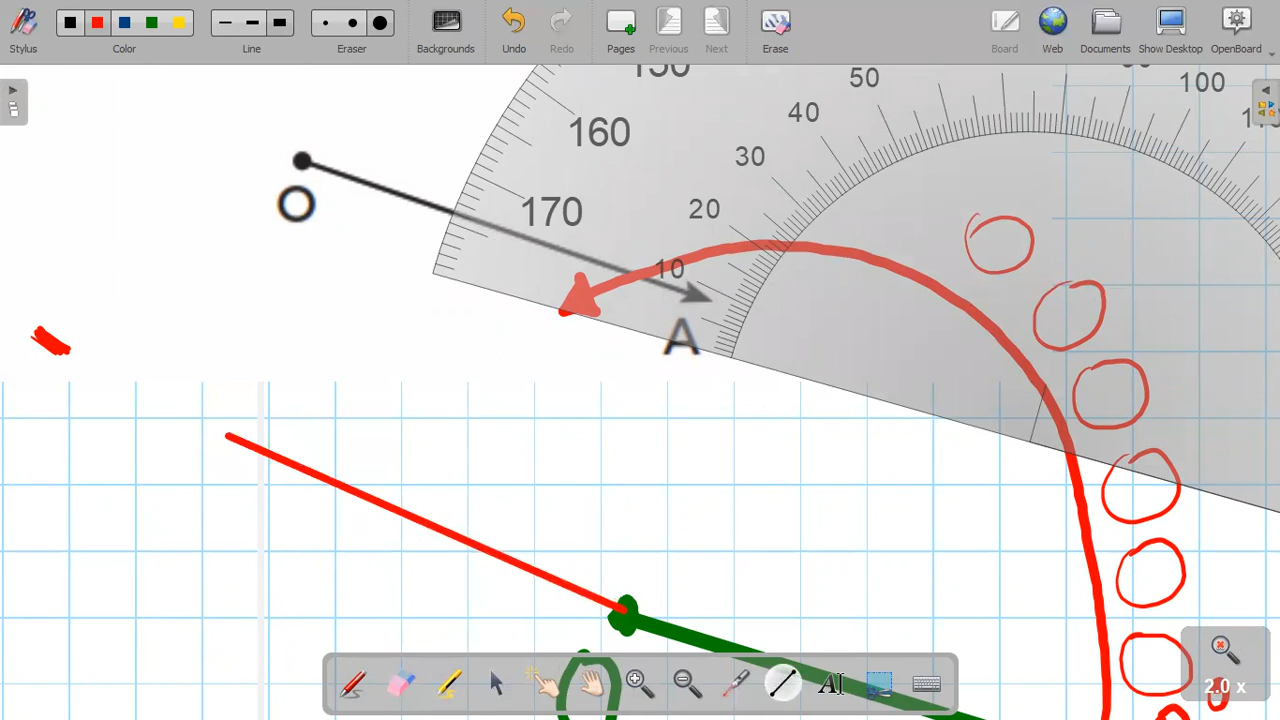 Stylus Color Line Eraser Backgrounds Undo Redo Pages Previous Next Erase Board Web Documents Show Desktop OpenBoard
50 100
160 40
30
170 20
O
10
A
AI
2.0 x